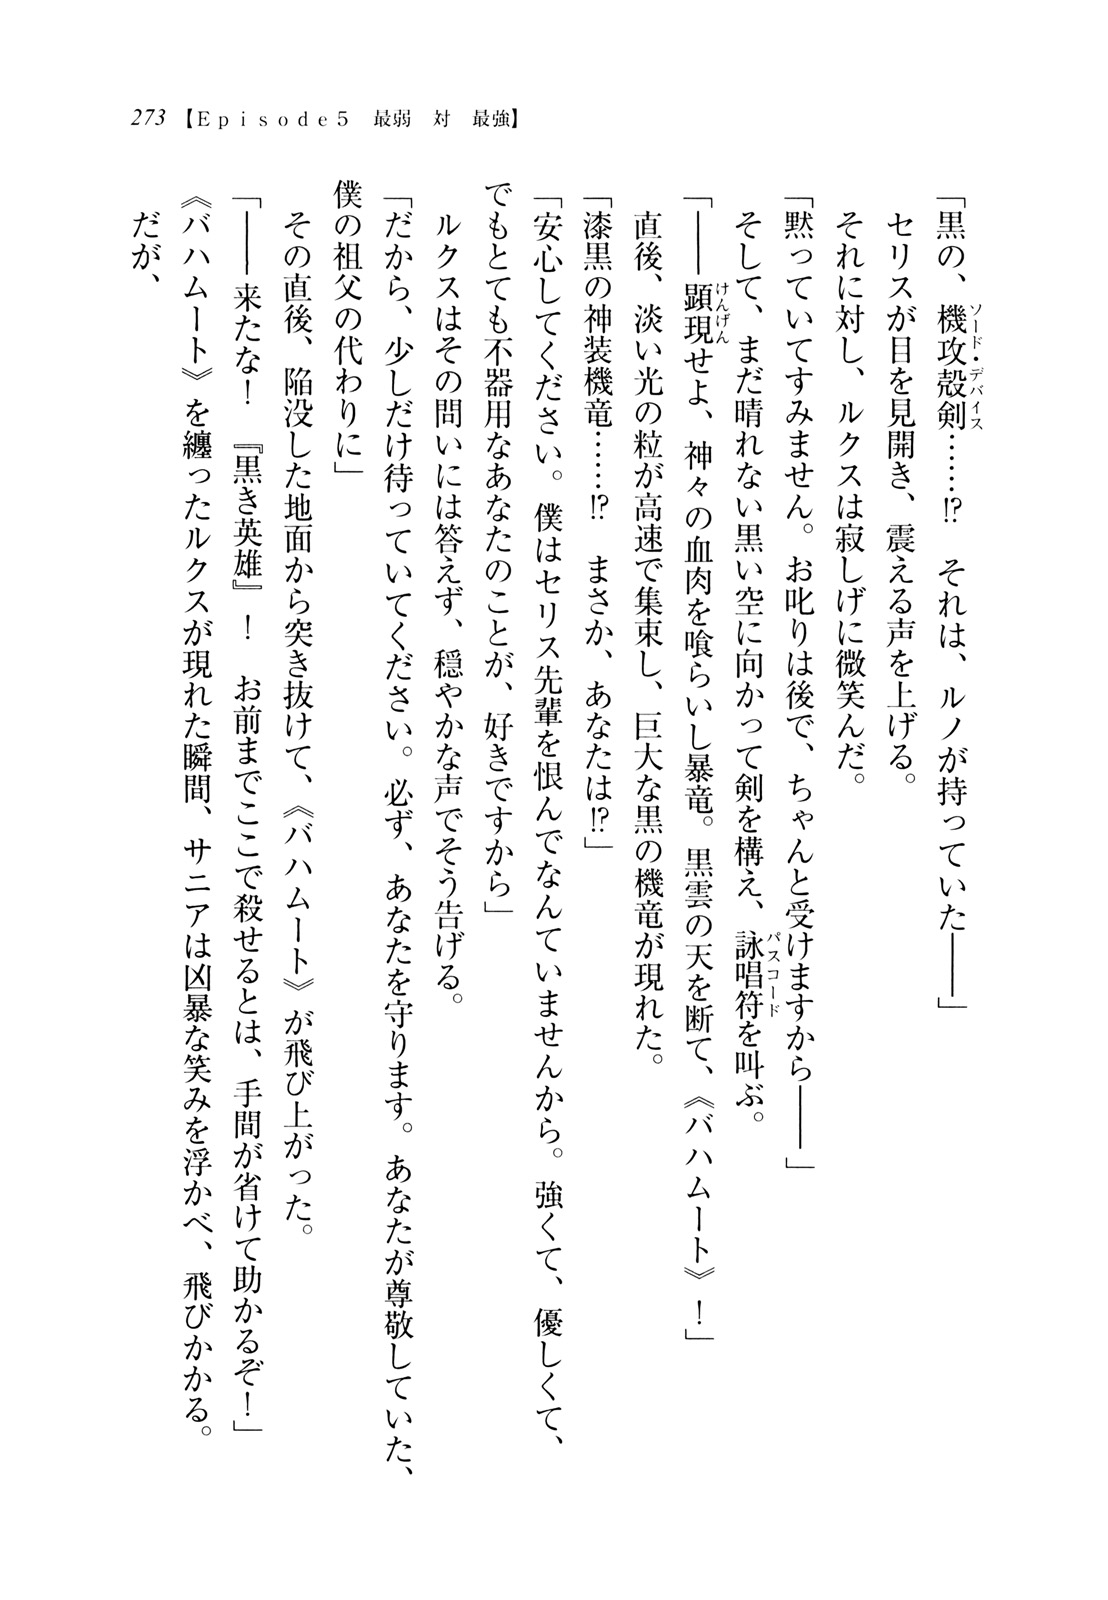 273 【Ｅｐｉｓｏｄｅ５　最弱　対　最強】
「黒の、機攻殻剣……⁉　それは、ルノが持っていた――」
ソード・デバイス
　セリスが目を見開き、震える声を上げる。
　それに対し、ルクスは寂しげに微笑んだ。
「黙っていてすみません。お叱りは後で、ちゃんと受けますから――」
　そして、まだ晴れない黒い空に向かって剣を構え、詠唱符を叫ぶ。
パスコード
「――顕現せよ、神々の血肉を喰らいし暴竜。黒雲の天を断て、《バハムート》！」
けんげん
　直後、淡い光の粒が高速で集束し、巨大な黒の機竜が現れた。
「漆黒の神装機竜……⁉　まさか、あなたは⁉」
「安心してください。僕はセリス先輩を恨んでなんていませんから。強くて、優しくて、
でもとても不器用なあなたのことが、好きですから」
　ルクスはその問いには答えず、穏やかな声でそう告げる。
「だから、少しだけ待っていてください。必ず、あなたを守ります。あなたが尊敬していた、
僕の祖父の代わりに」
　その直後、陥没した地面から突き抜けて、《バハムート》が飛び上がった。
「――来たな！　『黒き英雄』！　お前までここで殺せるとは、手間が省けて助かるぞ！」
《バハムート》を纏ったルクスが現れた瞬間、サニアは凶暴な笑みを浮かべ、飛びかかる。
　だが、